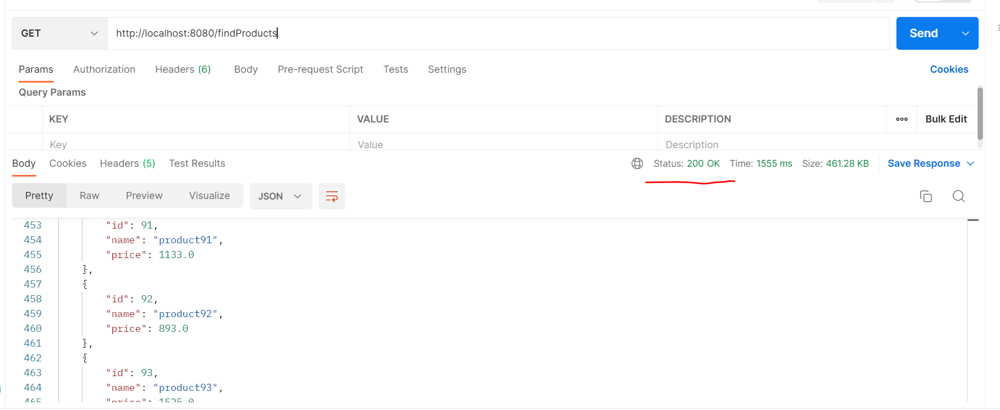 GET
http://localhost:8080/findProducts
Send
Params Authorization Headers (6) Body Pre-request Script Tests Settings Cookies
Query Params
KEY VALUE DESCRIPTION ooo Bulk Edit
Key Value Description
Body Cookies Headers (5) Test Results Status: 200 OK Time: 1555 ms Size: 461.28 KB Save Response
Pretty Raw Preview Visualize JSON
453 "id": 91,
454 "name": "product91",
455 "price": 1133.0
456 },
457 {
458 "id": 92,
459 "name": "product92",
460 "price": 893.0
461 },
462 {
463 "id": 93,
464 "name": "product93",
465 "price": 1525.0